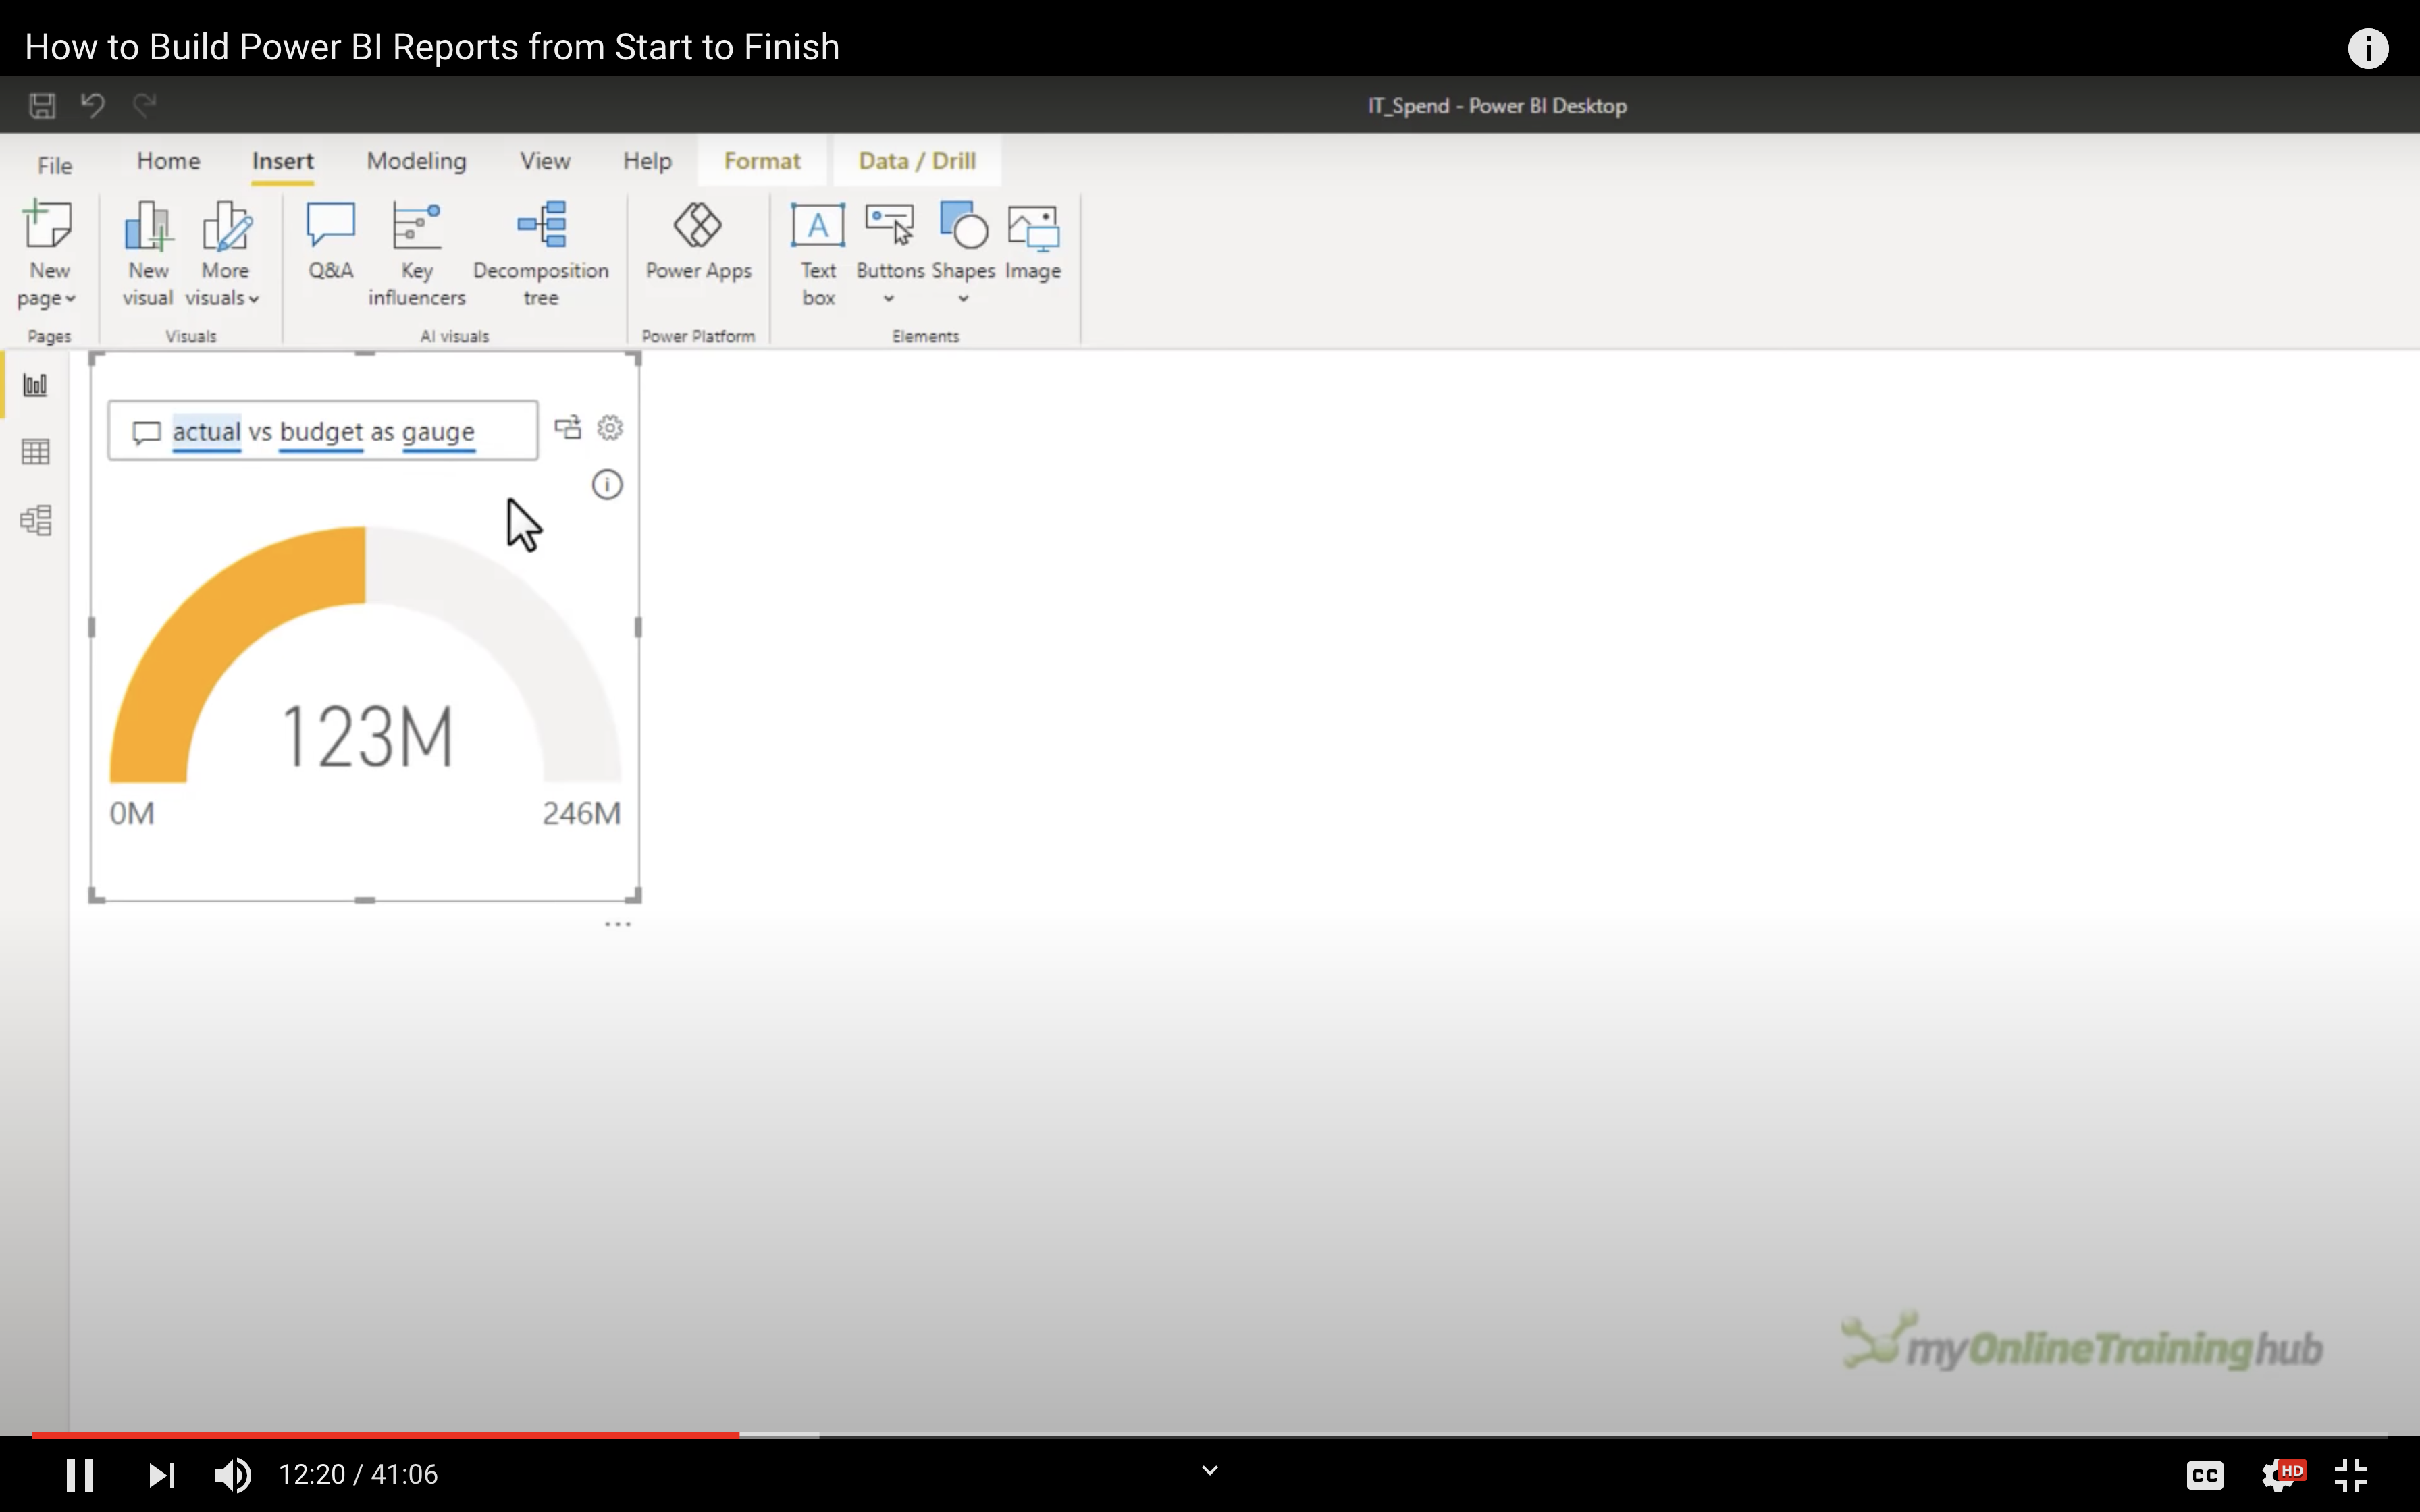 How to Build Power BI Reports from Start to Finish
i
IT_Spend - Power BI Desktop
File Home Insert Modeling View Help Format Data / Drill
New page
New visual
More visuals
Q&A
Key influencers
Decomposition tree
Power Apps
A
Text box
Buttons
Shapes
Image
Pages Visuals AI visuals Power Platform Elements
actual vs budget as gauge
i
123M
0M 246M
...
myOnlineTraininghub
12:20 / 41:06
CC
HD